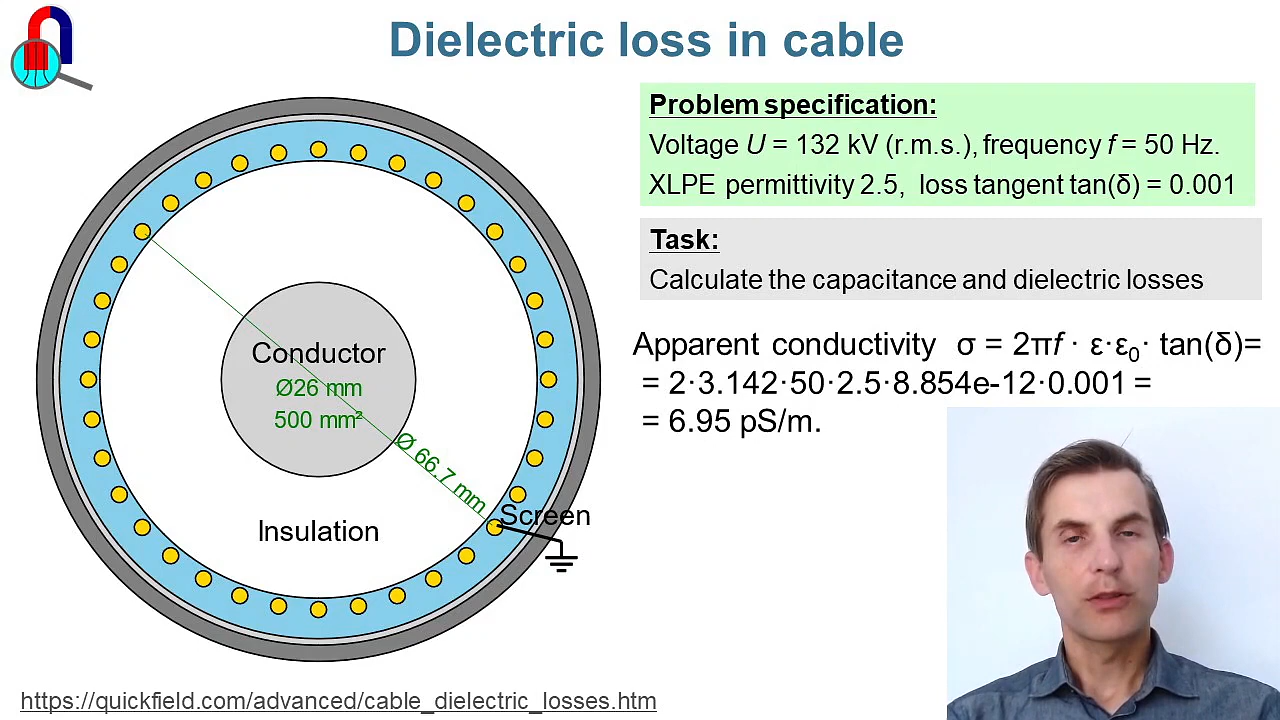 Dielectric loss in cable
Problem specification:
Voltage U = 132 kV (r.m.s.), frequency f = 50 Hz.
XLPE permittivity 2.5, loss tangent tan(δ) = 0.001
Task:
Calculate the capacitance and dielectric losses
Apparent conductivity σ = 2πf · ε·ε₀· tan(δ)=
= 2·3.142·50·2.5·8.854e-12·0.001 =
= 6.95 pS/m.
Conductor
Ø26 mm
500 mm²
Ø 66.7 mm
Screen
Insulation
https://quickfield.com/advanced/cable_dielectric_losses.htm